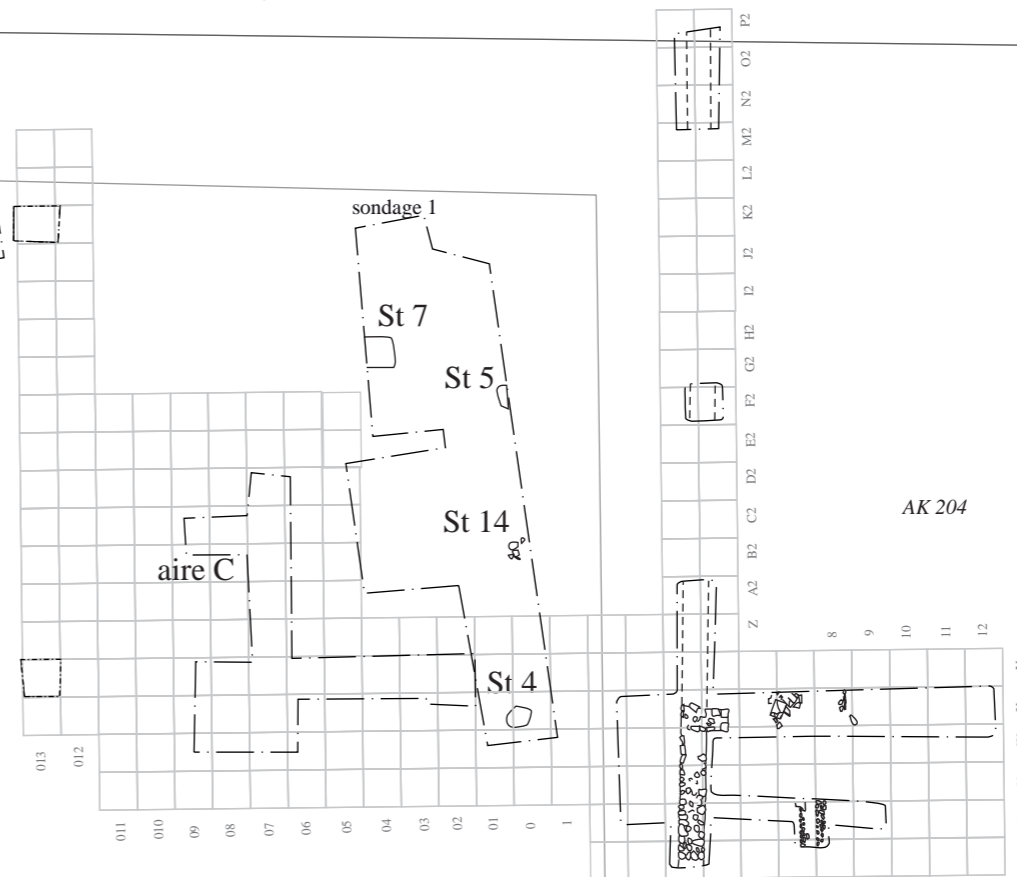 P2
O2
N2
M2
L2
K2
J2
I2
H2
G2
F2
E2
D2
C2
B2
A2
Z
sondage 1
St 7
St 5
St 14
aire C
St 4
AK 204
8
9
10
11
12
013
012
011
010
09
08
07
06
05
04
03
02
01
0
1